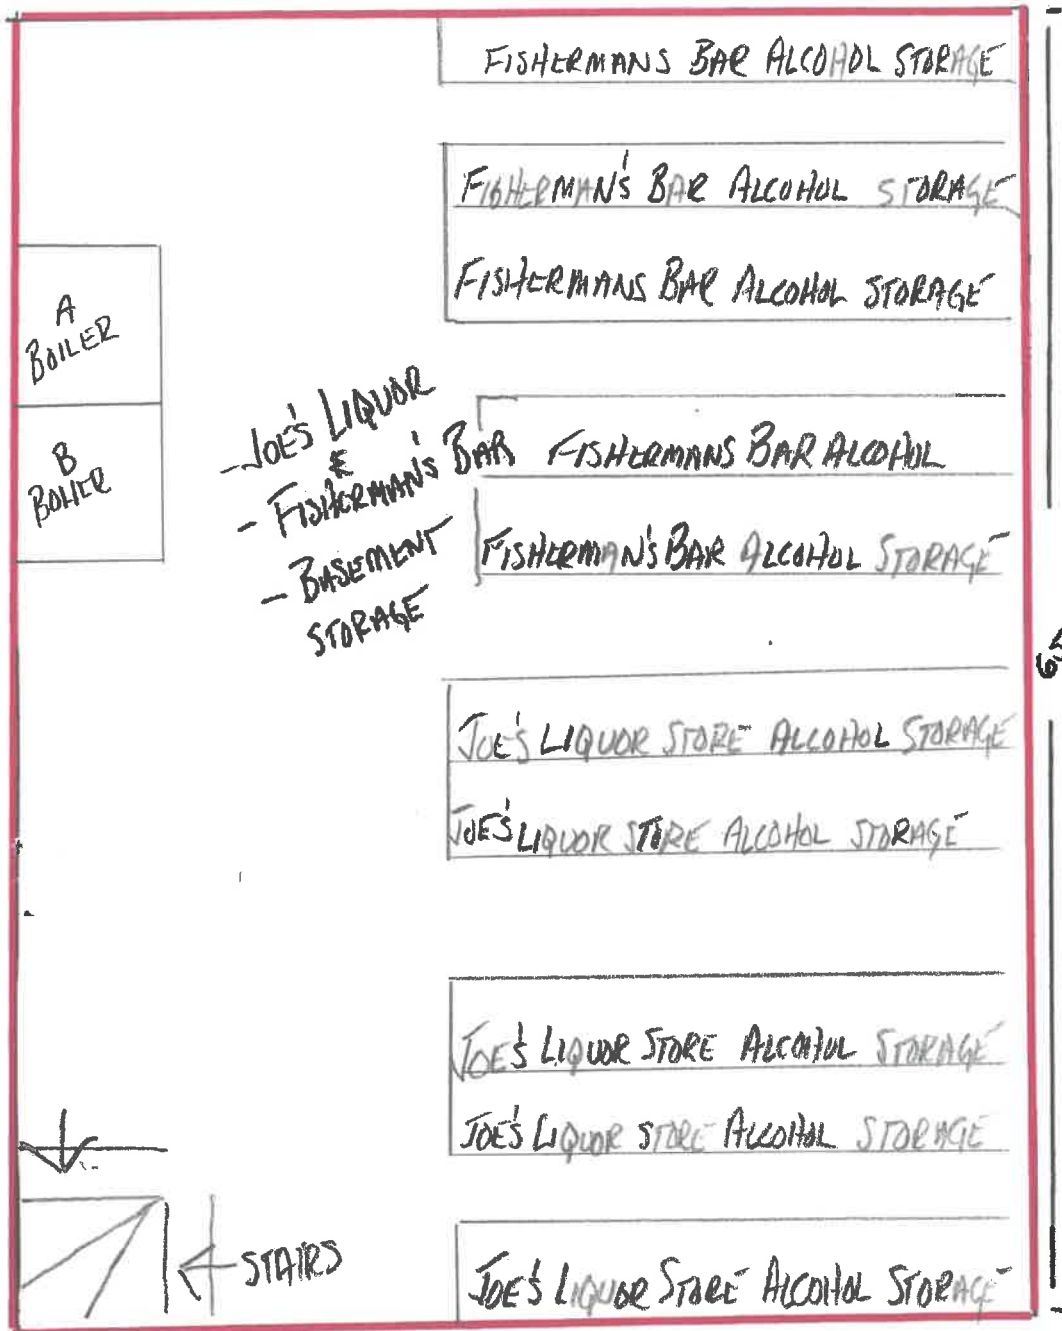 FISHERMANS BAR ALCOHOL STORAGE
FISHERMAN'S BAR ALCOHOL STORAGE
FISHERMANS BAR ALCOHOL STORAGE
A
BOILER
B
BOILER
- JOE'S LIQUOR
&
- FISHERMAN'S BAR
- BASEMENT
STORAGE
FISHERMANS BAR ALCOHOL
FISHERMAN'S BAR ALCOHOL STORAGE
JOE'S LIQUOR STORE ALCOHOL STORAGE
JOE'S LIQUOR STORE ALCOHOL STORAGE
JOE'S LIQUOR STORE ALCOHOL STORAGE
JOE'S LIQUOR STORE ALCOHOL STORAGE
STAIRS
JOE'S LIQUOR STORE ALCOHOL STORAGE